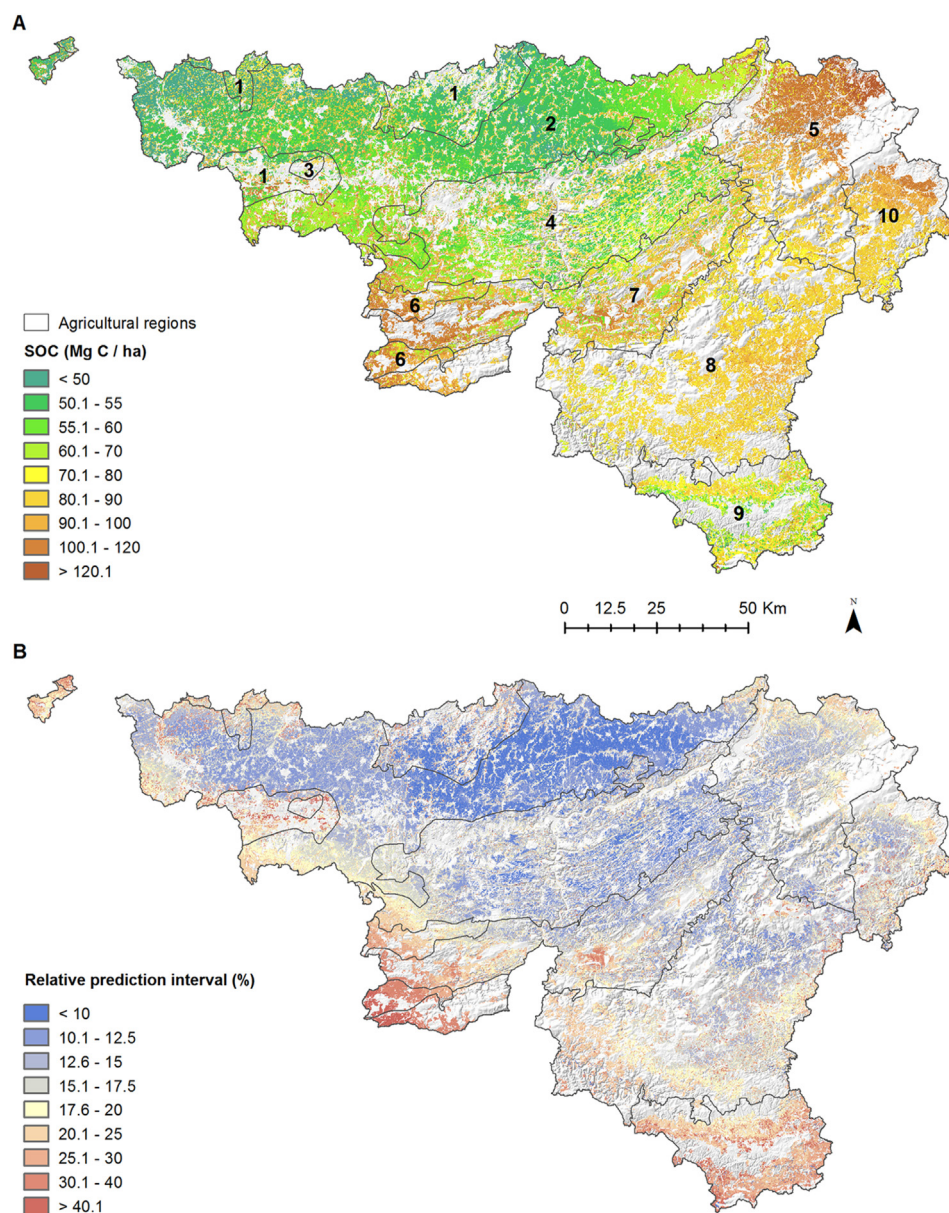 A
1
1
2
5
1
3
4
10
7
6
8
6
9
Agricultural regions
SOC (Mg C / ha)
< 50
50.1 - 55
55.1 - 60
60.1 - 70
70.1 - 80
80.1 - 90
90.1 - 100
100.1 - 120
> 120.1
0 12.5 25 50 Km
N
B
Relative prediction interval (%)
< 10
10.1 - 12.5
12.6 - 15
15.1 - 17.5
17.6 - 20
20.1 - 25
25.1 - 30
30.1 - 40
> 40.1